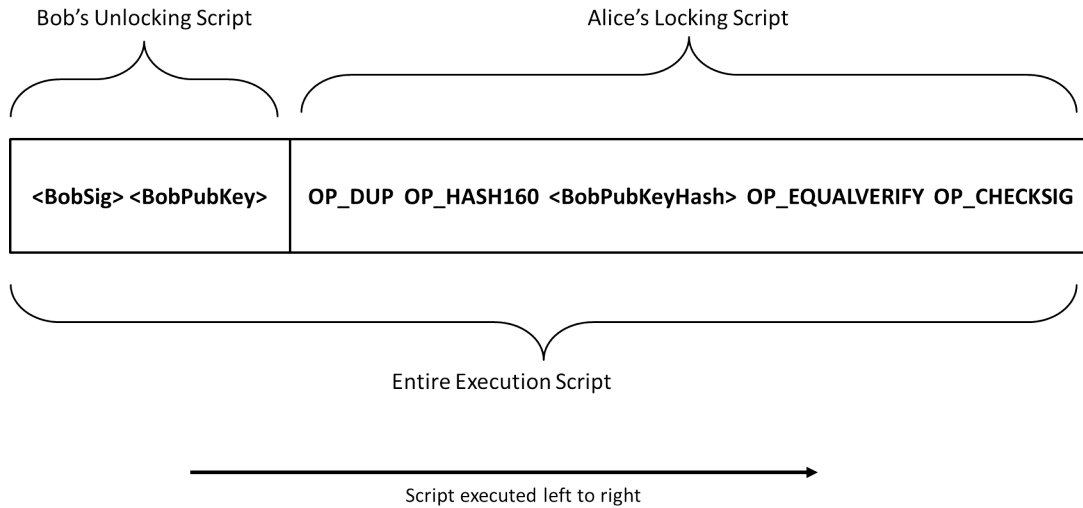 Bob's Unlocking Script
Alice's Locking Script
<BobSig> <BobPubKey>
OP_DUP OP_HASH160 <BobPubKeyHash> OP_EQUALVERIFY OP_CHECKSIG
Entire Execution Script
Script executed left to right